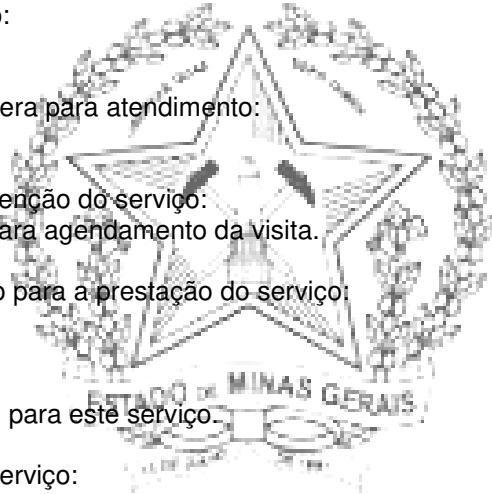 o:
era para atendimento:
enção do serviço:
ara agendamento da visita.
o para a prestação do serviço:
ESTADO DE MINAS GERAIS
para este serviço.
erviço: